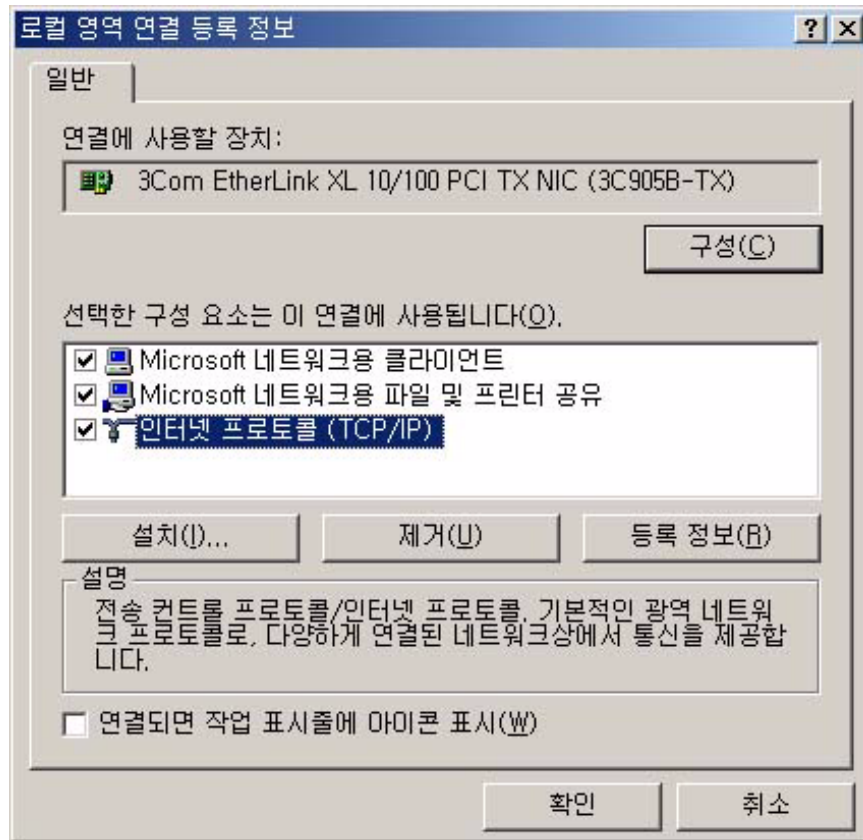 로컬 영역 연결 등록 정보
일반
연결에 사용할 장치:
3Com EtherLink XL 10/100 PCI TX NIC (3C905B-TX)
구성(C)
선택한 구성 요소는 이 연결에 사용됩니다(O).
Microsoft 네트워크용 클라이언트
Microsoft 네트워크용 파일 및 프린터 공유
인터넷 프로토콜 (TCP/IP)
설치(I)... 제거(U) 등록 정보(R)
설명
전송 컨트롤 프로토콜/인터넷 프로토콜. 기본적인 광역 네트워
크 프로토콜로, 다양하게 연결된 네트워크상에서 통신을 제공합
니다.
연결되면 작업 표시줄에 아이콘 표시(W)
확인 취소